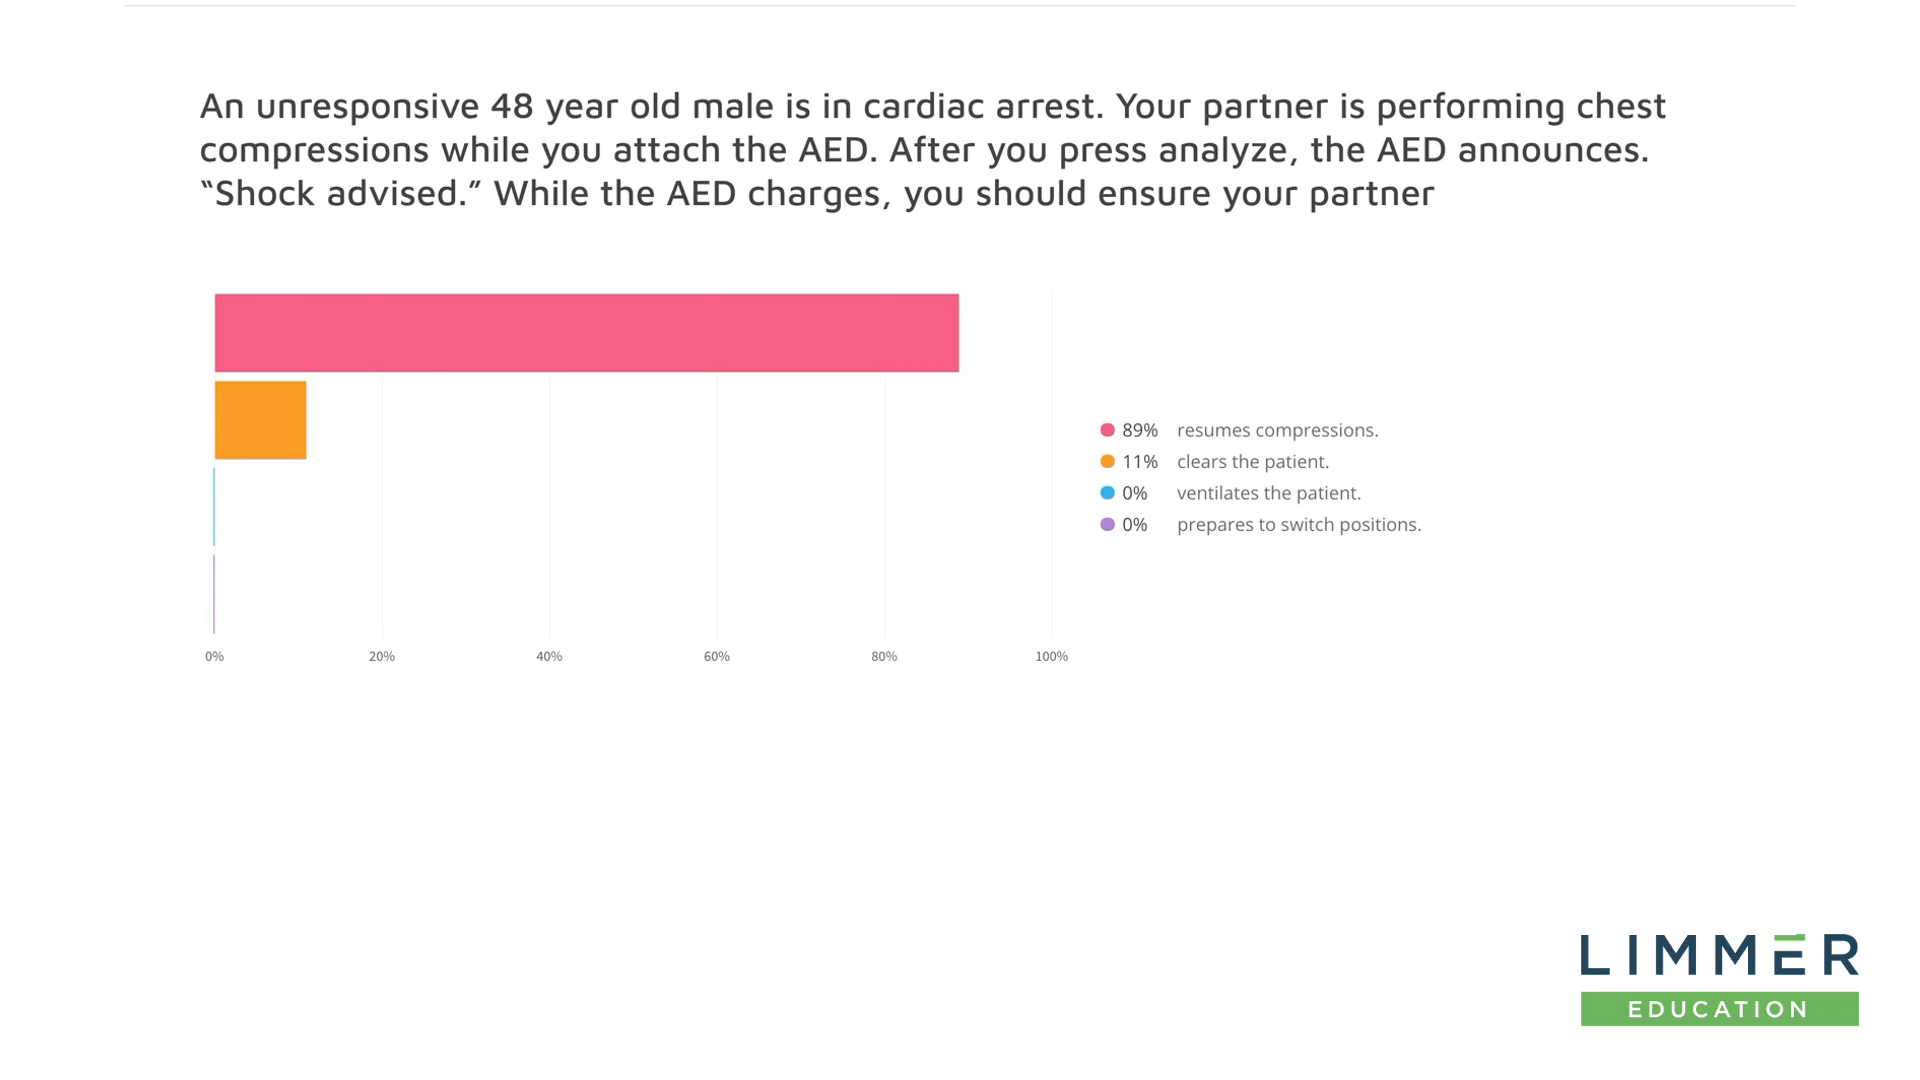 An unresponsive 48 year old male is in cardiac arrest. Your partner is performing chest
compressions while you attach the AED. After you press analyze, the AED announces.
“Shock advised.” While the AED charges, you should ensure your partner
89% resumes compressions.
11% clears the patient.
0% ventilates the patient.
0% prepares to switch positions.
0% 20% 40% 60% 80% 100%
LIMMER
EDUCATION